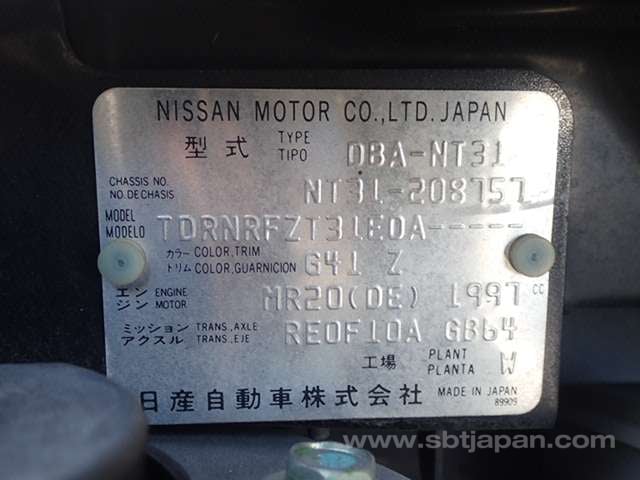 NISSAN MOTOR CO.,LTD. JAPAN
型式 TYPE TIPO DBA-NT31
CHASSIS NO. NO. DE CHASIS NT31-208757
MODEL MODELO TDRNRFZT31EDA-----
カラー トリム COLOR,TRIM COLOR,GUARNICION G41 Z
エンジン ENGINE MOTOR MR20(DE) 1997 CC
ミッション アクスル TRANS.,AXLE TRANS.,EJE RE0F10A GB64
工場 PLANT PLANTA W
日産自動車株式会社 MADE IN JAPAN 89909
www.sbtjapan.com